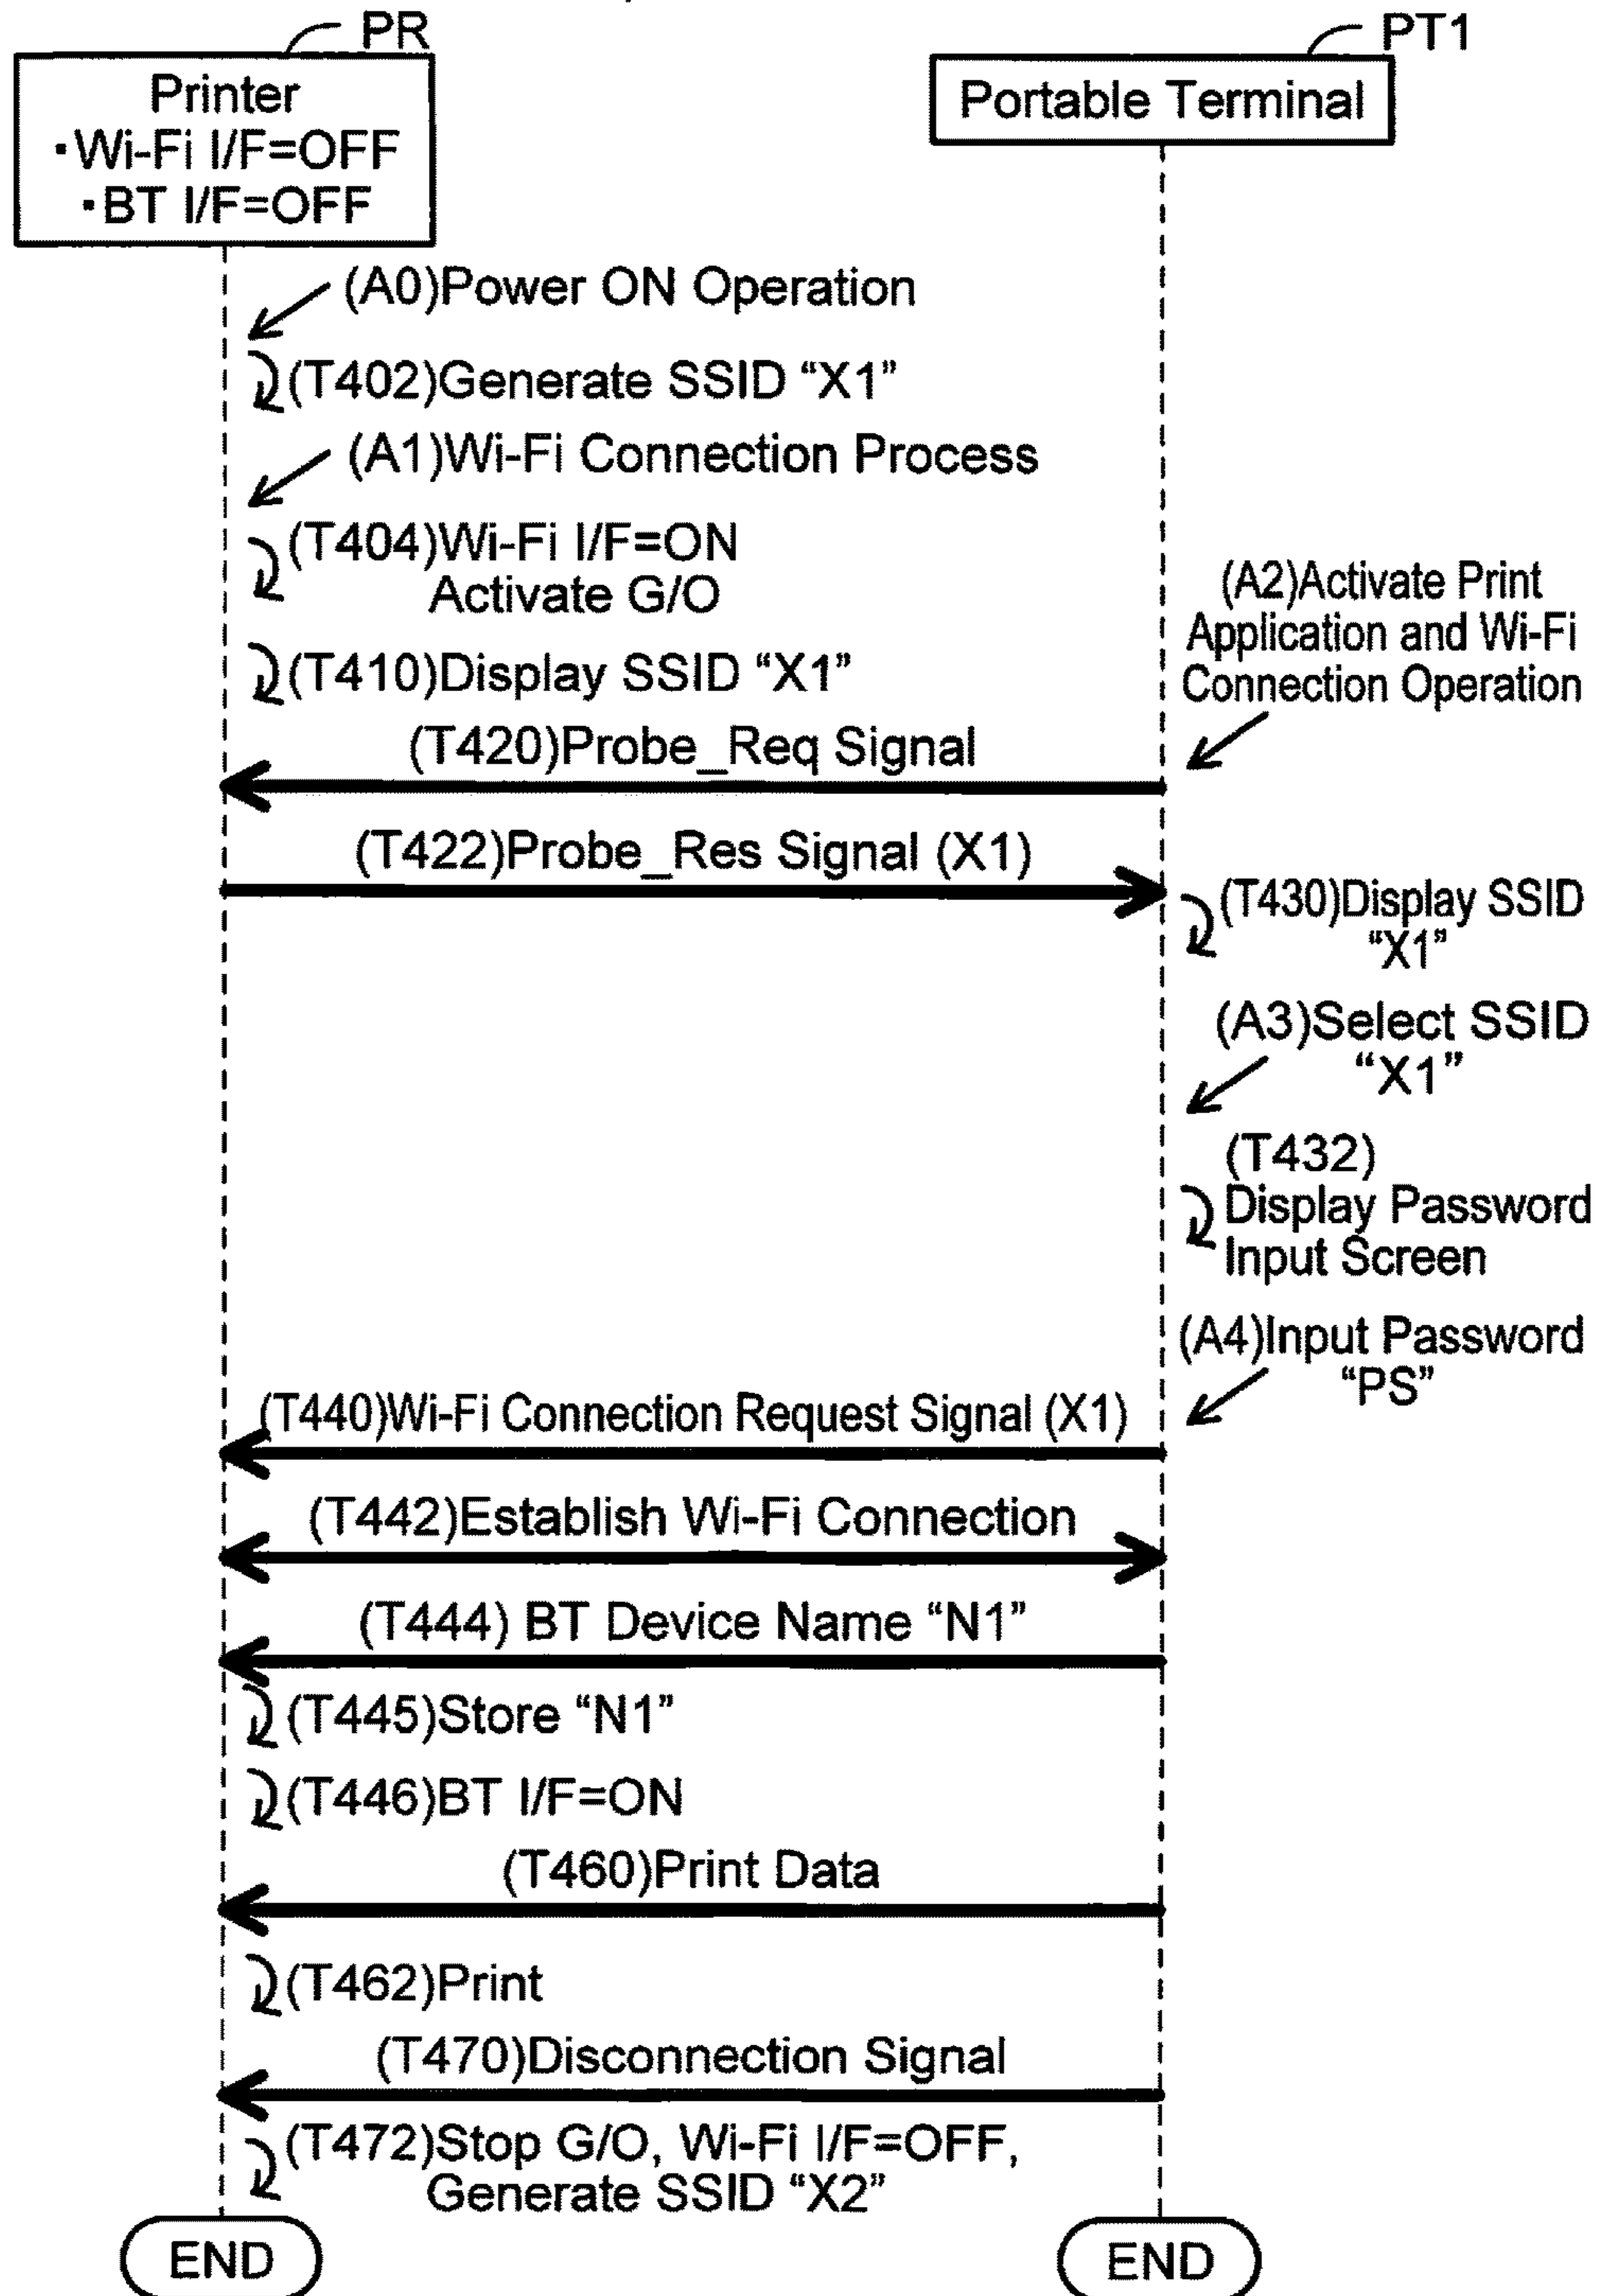 PR
PT1
Printer
·Wi-Fi I/F=OFF
·BT I/F=OFF
Portable Terminal
(A0)Power ON Operation
(T402)Generate SSID “X1”
(A1)Wi-Fi Connection Process
(T404)Wi-Fi I/F=ON
Activate G/O
(A2)Activate Print
Application and Wi-Fi
Connection Operation
(T410)Display SSID “X1”
(T420)Probe_Req Signal
(T422)Probe_Res Signal (X1)
(T430)Display SSID
“X1”
(A3)Select SSID
“X1”
(T432)
Display Password
Input Screen
(A4)Input Password
“PS”
(T440)Wi-Fi Connection Request Signal (X1)
(T442)Establish Wi-Fi Connection
(T444) BT Device Name “N1”
(T445)Store “N1”
(T446)BT I/F=ON
(T460)Print Data
(T462)Print
(T470)Disconnection Signal
(T472)Stop G/O, Wi-Fi I/F=OFF,
Generate SSID “X2”
END
END